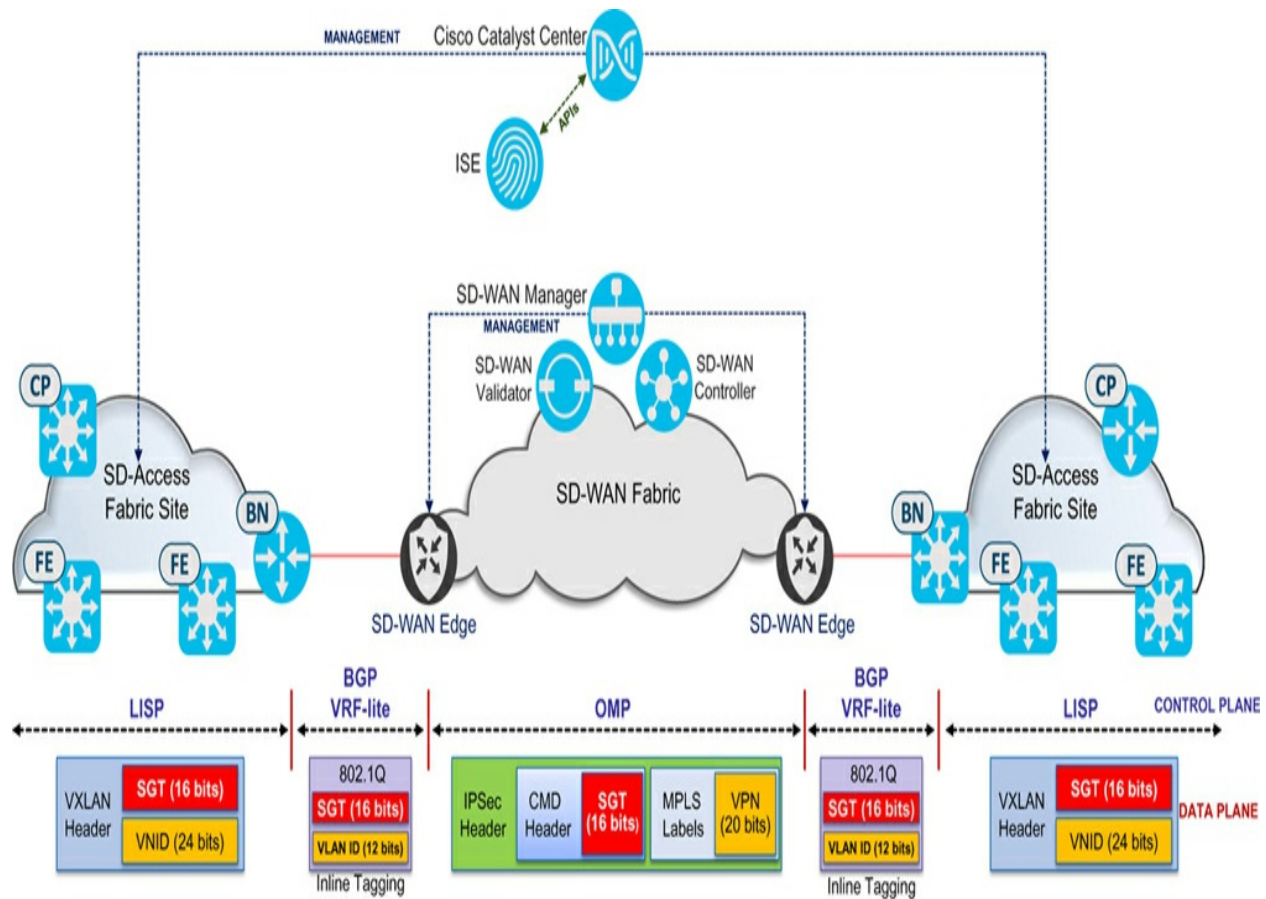 MANAGEMENT
Cisco Catalyst Center
APIs
ISE
SD-WAN Manager
MANAGEMENT
SD-WAN
Validator
SD-WAN
Controller
CP
SD-Access
Fabric Site
BN
FE
FE
SD-WAN Fabric
SD-WAN Edge
SD-WAN Edge
CP
SD-Access
Fabric Site
BN
FE
FE
LISP
BGP
VRF-lite
OMP
BGP
VRF-lite
LISP
CONTROL PLANE
VXLAN
Header
SGT (16 bits)
VNID (24 bits)
802.1Q
SGT (16 bits)
VLAN ID (12 bits)
Inline Tagging
IPSec
Header
CMD
Header
SGT
(16 bits)
MPLS
Labels
VPN
(20 bits)
802.1Q
SGT (16 bits)
VLAN ID (12 bits)
Inline Tagging
VXLAN
Header
SGT (16 bits)
VNID (24 bits)
DATA PLANE